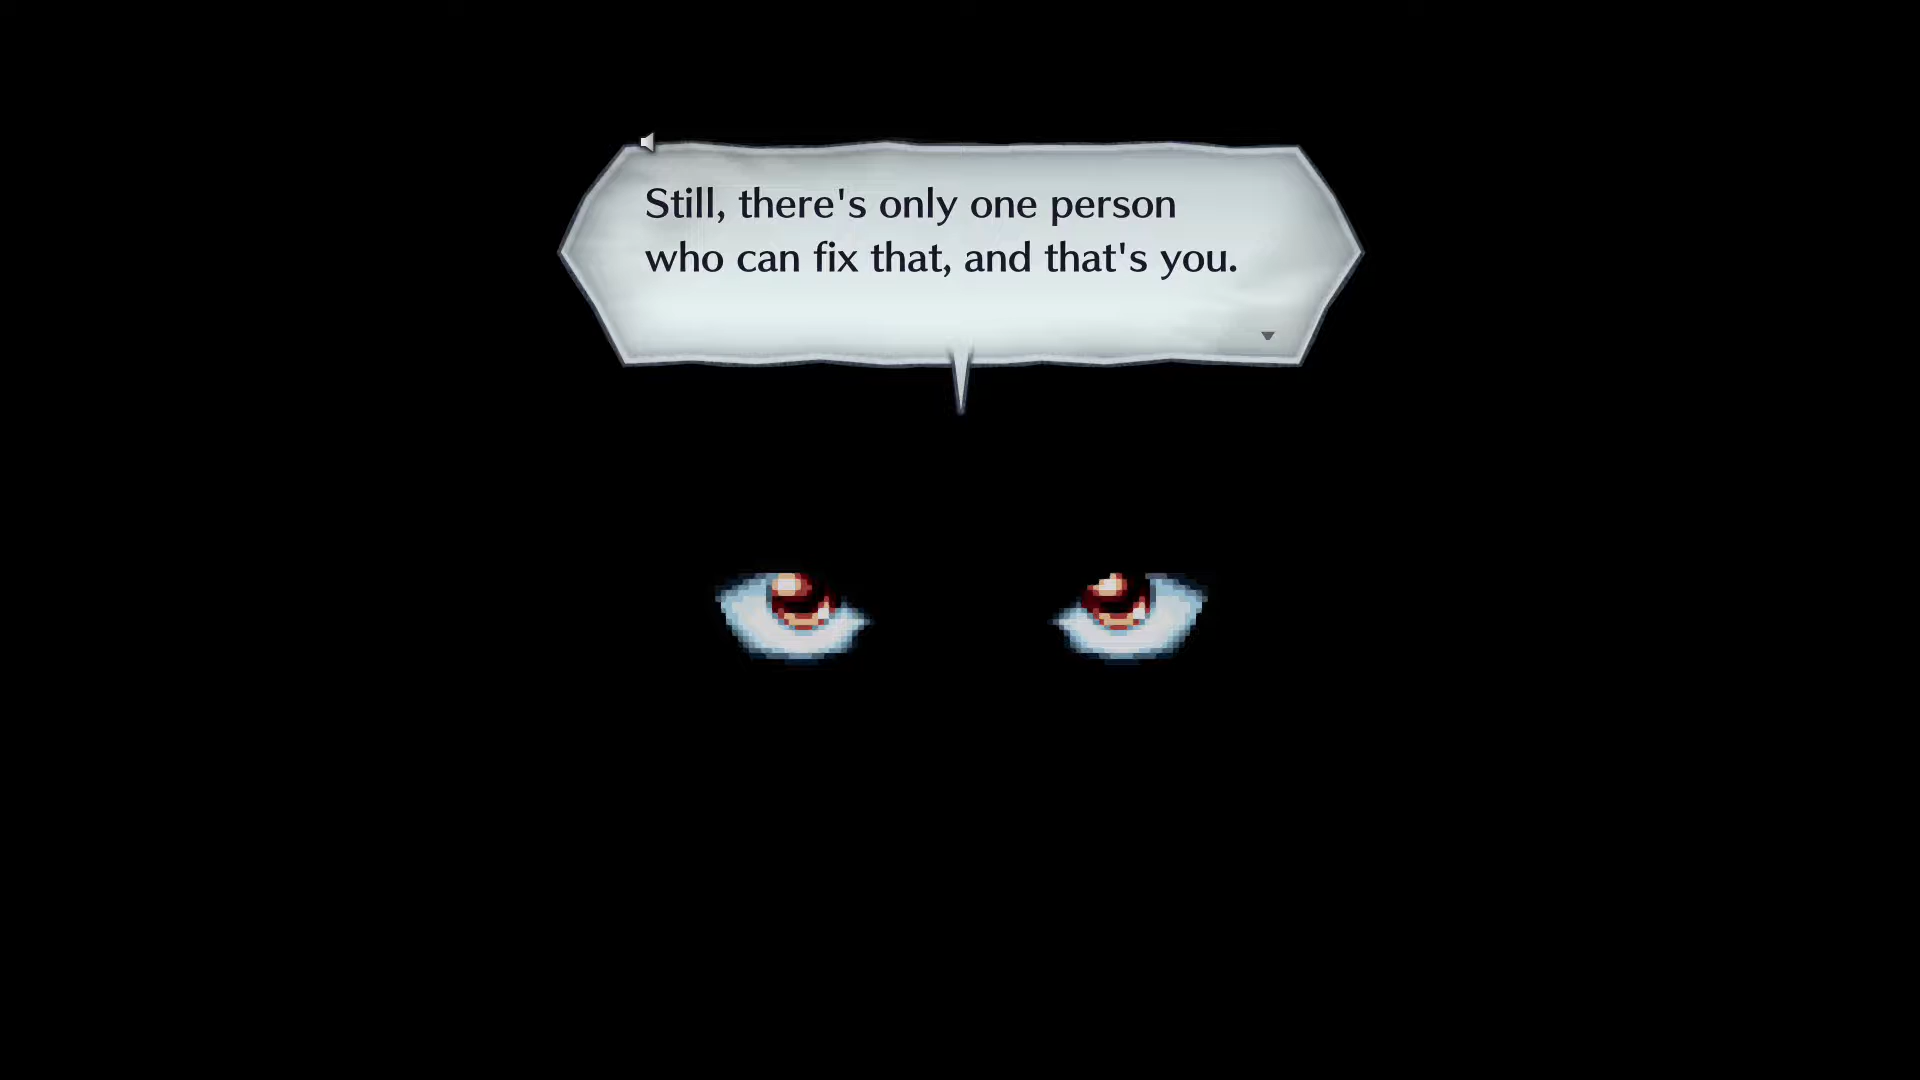 Still, there's only one person
who can fix that, and that's you.